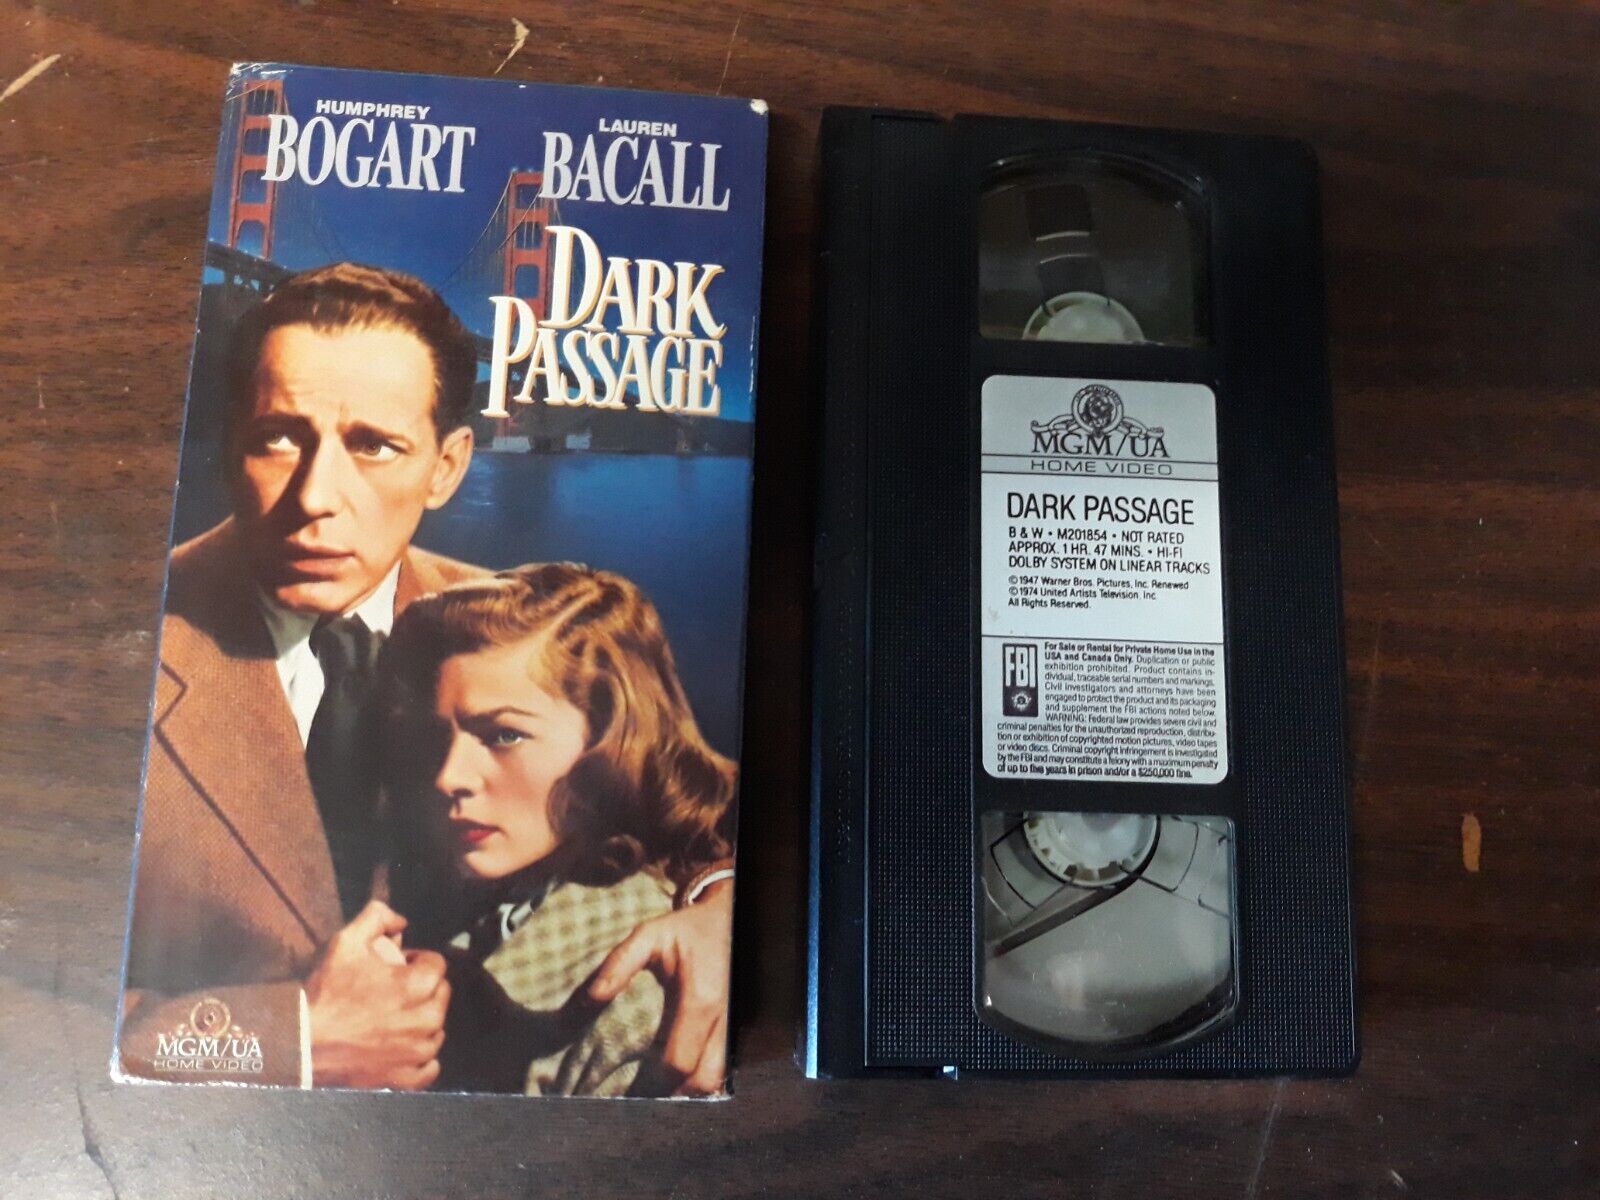 HUMPHREY
BOGART
LAUREN
BACALL
DARK
PASSAGE
MGM/UA
HOME VIDEO
MGM/UA
HOME VIDEO
DARK PASSAGE
B & W • M201854 • NOT RATED
APPROX. 1 HR. 47 MINS. • HI-FI
DOLBY SYSTEM ON LINEAR TRACKS
© 1947 Warner Bros. Pictures, Inc. Renewed
© 1974 United Artists Television, Inc.
All Rights Reserved.
FBI
For Sale or Rental for Private Home Use in the
USA and Canada Only. Duplication or public
exhibition prohibited. Product contains in-
dividual, traceable serial numbers and markings.
Civil investigators and attorneys have been
engaged to protect the product and its packaging
and supplement the FBI actions noted below.
WARNING: Federal law provides severe civil and
criminal penalties for the unauthorized reproduction, distribu-
tion or exhibition of copyrighted motion pictures, video tapes
or video discs. Criminal copyright infringement is investigated
by the FBI and may constitute a felony with a maximum penalty
of up to five years in prison and/or a $250,000 fine.